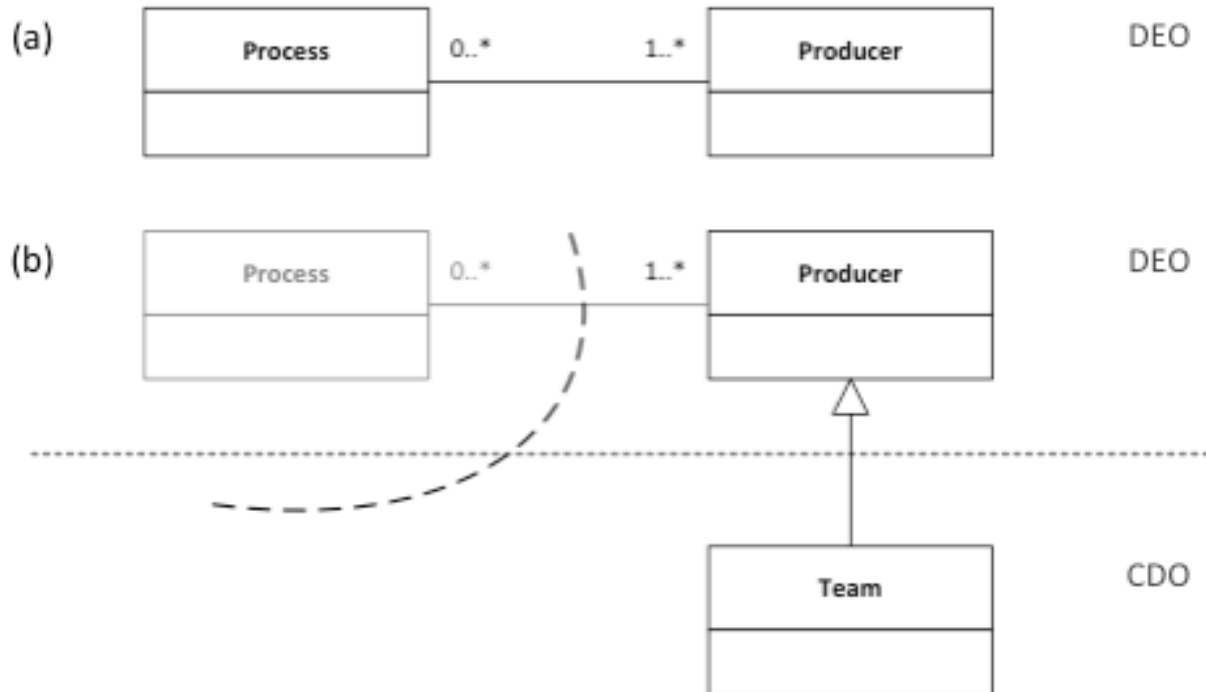 (a) Process 0..* 1..* Producer DEO
(b) Process 0..* 1..* Producer DEO
Team CDO